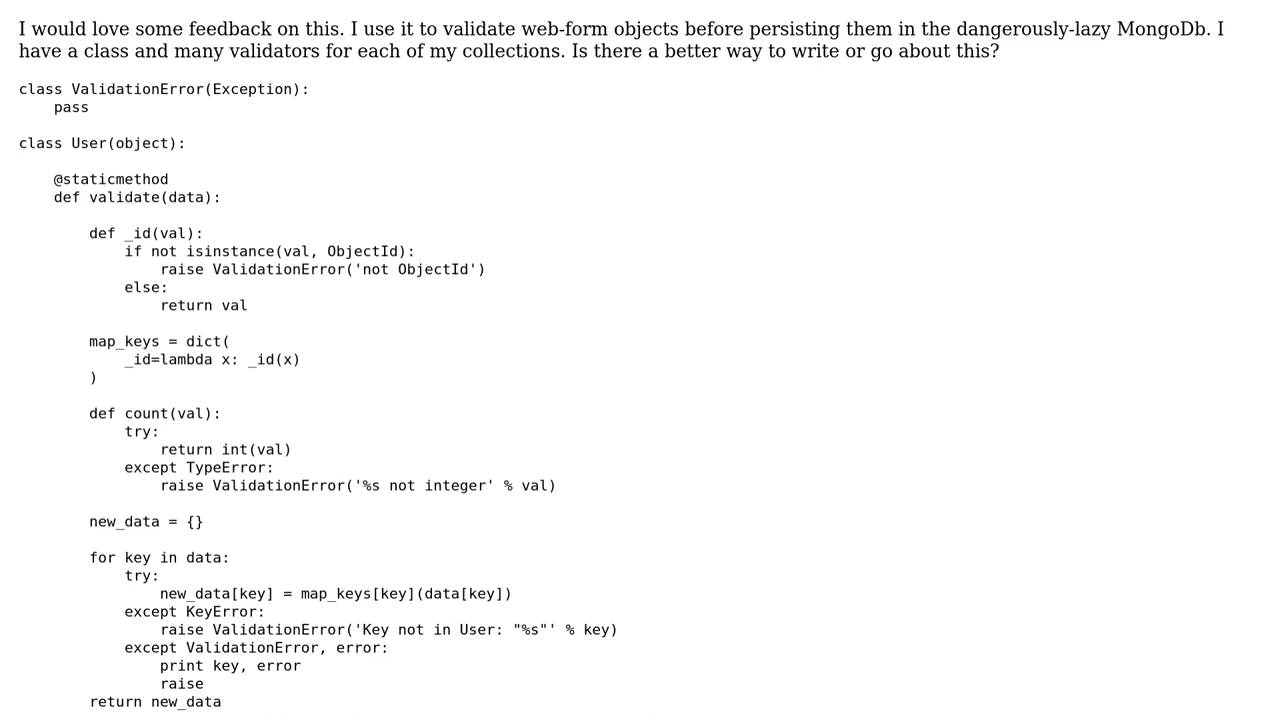 I would love some feedback on this. I use it to validate web-form objects before persisting them in the dangerously-lazy MongoDb. I
have a class and many validators for each of my collections. Is there a better way to write or go about this?
class ValidationError(Exception):
    pass
class User(object):
    @staticmethod
    def validate(data):
        def _id(val):
            if not isinstance(val, ObjectId):
                raise ValidationError('not ObjectId')
            else:
                return val
        map_keys = dict(
            _id=lambda x: _id(x)
        )
        def count(val):
            try:
                return int(val)
            except TypeError:
                raise ValidationError('%s not integer' % val)
        new_data = {}
        for key in data:
            try:
                new_data[key] = map_keys[key](data[key])
            except KeyError:
                raise ValidationError('Key not in User: "%s"' % key)
            except ValidationError, error:
                print key, error
                raise
        return new_data